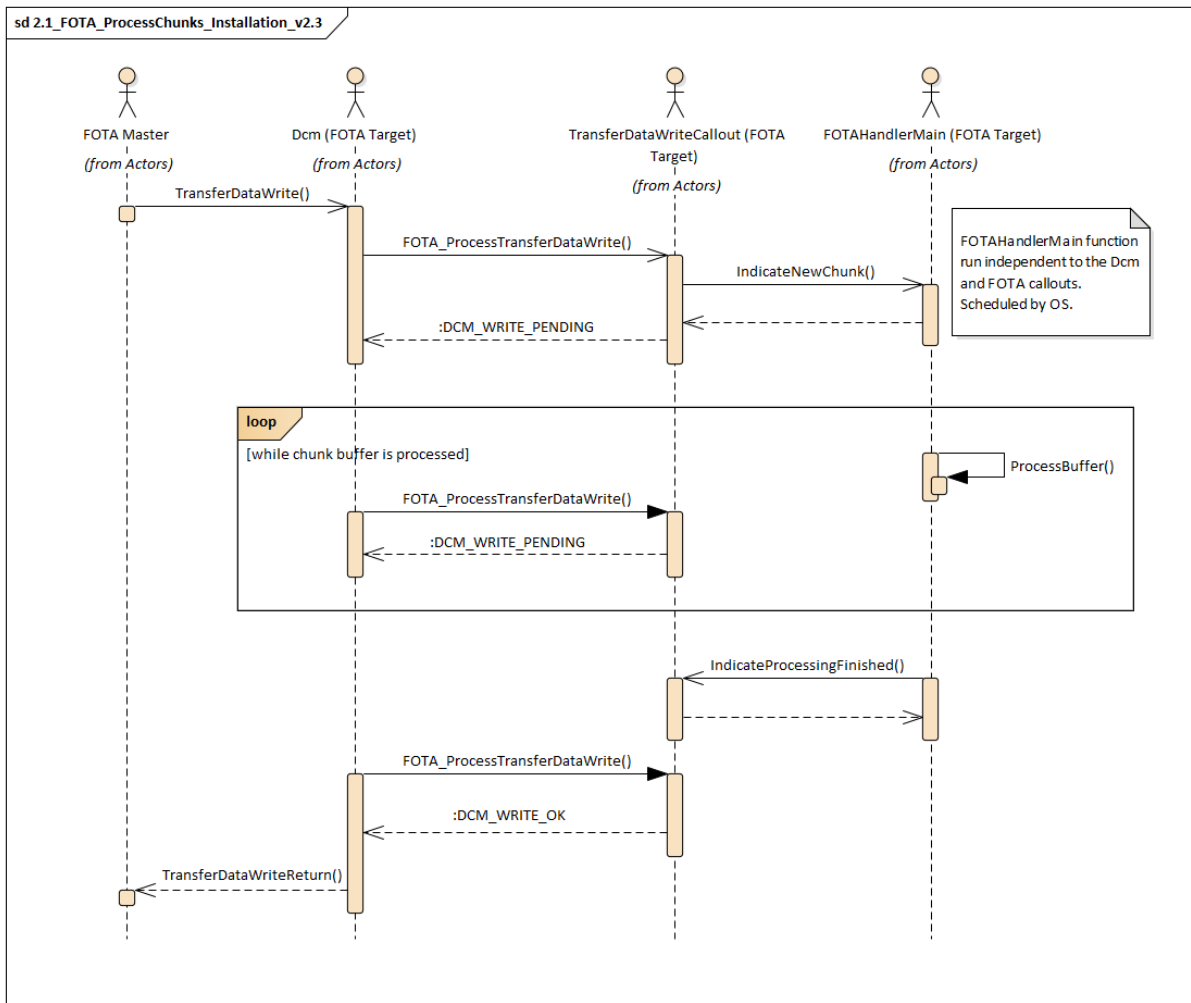 sd 2.1_FOTA_ProcessChunks_Installation_v2.3
FOTA Master
(from Actors)
Dcm (FOTA Target)
(from Actors)
TransferDataWriteCallout (FOTA
Target)
(from Actors)
FOTAHandlerMain (FOTA Target)
(from Actors)
TransferDataWrite()
FOTA_ProcessTransferDataWrite()
IndicateNewChunk()
FOTAHandlerMain function
run independent to the Dcm
and FOTA callouts.
Scheduled by OS.
:DCM_WRITE_PENDING
loop
[while chunk buffer is processed]
ProcessBuffer()
FOTA_ProcessTransferDataWrite()
:DCM_WRITE_PENDING
IndicateProcessingFinished()
FOTA_ProcessTransferDataWrite()
:DCM_WRITE_OK
TransferDataWriteReturn()